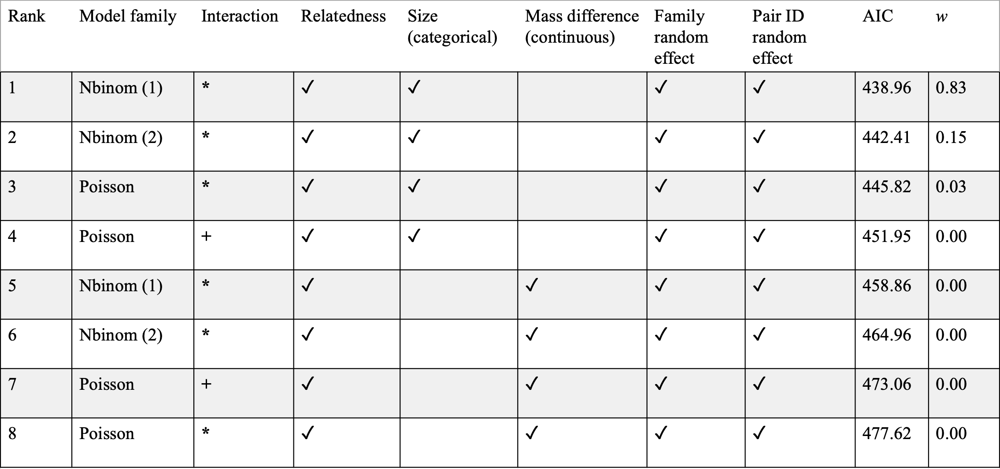 Rank Model family Interaction Relatedness Size (categorical) Mass difference (continuous) Family random effect Pair ID random effect AIC w
1 Nbinom (1) * ✓ ✓ ✓ ✓ 438.96 0.83
2 Nbinom (2) * ✓ ✓ ✓ ✓ 442.41 0.15
3 Poisson * ✓ ✓ ✓ ✓ 445.82 0.03
4 Poisson + ✓ ✓ ✓ ✓ 451.95 0.00
5 Nbinom (1) * ✓ ✓ ✓ ✓ 458.86 0.00
6 Nbinom (2) * ✓ ✓ ✓ ✓ 464.96 0.00
7 Poisson + ✓ ✓ ✓ ✓ 473.06 0.00
8 Poisson * ✓ ✓ ✓ ✓ 477.62 0.00